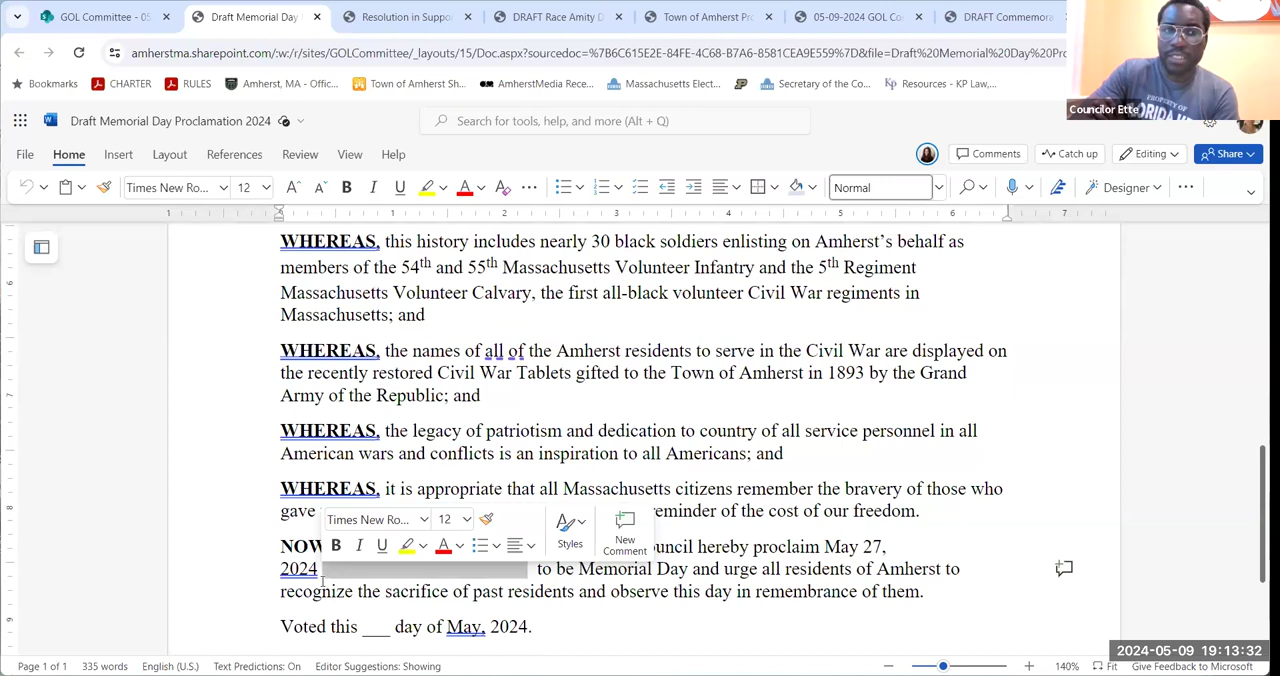 GOL Committee - 05
Draft Memorial Day
Resolution in Suppo
DRAFT Race Amity D
Town of Amherst Pr
05-09-2024 GOL Co
DRAFT Commemora
amherstma.sharepoint.com/:w:/r/sites/GOLCommittee/_layouts/15/Doc.aspx?sourcedoc=%7B6C615E2E-84FE-4C68-B7A6-8581CEA9E559%7D&file=Draft%20Memorial%20Day%20Pro
Bookmarks CHARTER RULES Amherst, MA - Offic... Town of Amherst Sh... AmherstMedia Rece... Massachusetts Elect... Secretary of the Co... Resources - KP Law,...
PROPERTY OF
Councilor Ette
Draft Memorial Day Proclamation 2024
Search for tools, help, and more (Alt + Q)
File Home Insert Layout References Review View Help Comments Catch up Editing Share
Times New Ro... 12 A A B I U A A Normal Designer
1 1 2 3 4 5 6 7
WHEREAS, this history includes nearly 30 black soldiers enlisting on Amherst’s behalf as
members of the 54th and 55th Massachusetts Volunteer Infantry and the 5th Regiment
Massachusetts Volunteer Calvary, the first all-black volunteer Civil War regiments in
Massachusetts; and
WHEREAS, the names of all of the Amherst residents to serve in the Civil War are displayed on
the recently restored Civil War Tablets gifted to the Town of Amherst in 1893 by the Grand
Army of the Republic; and
WHEREAS, the legacy of patriotism and dedication to country of all service personnel in all
American wars and conflicts is an inspiration to all Americans; and
WHEREAS, it is appropriate that all Massachusetts citizens remember the bravery of those who
gave reminder of the cost of our freedom.
Times New Ro... 12
B I U A Styles New
Comment
NOW uncil hereby proclaim May 27,
2024 to be Memorial Day and urge all residents of Amherst to
recognize the sacrifice of past residents and observe this day in remembrance of them.
Voted this ___ day of May, 2024.
2024-05-09 19:13:32
Page 1 of 1 335 words English (U.S.) Text Predictions: On Editor Suggestions: Showing 140% Fit Give Feedback to Microsoft